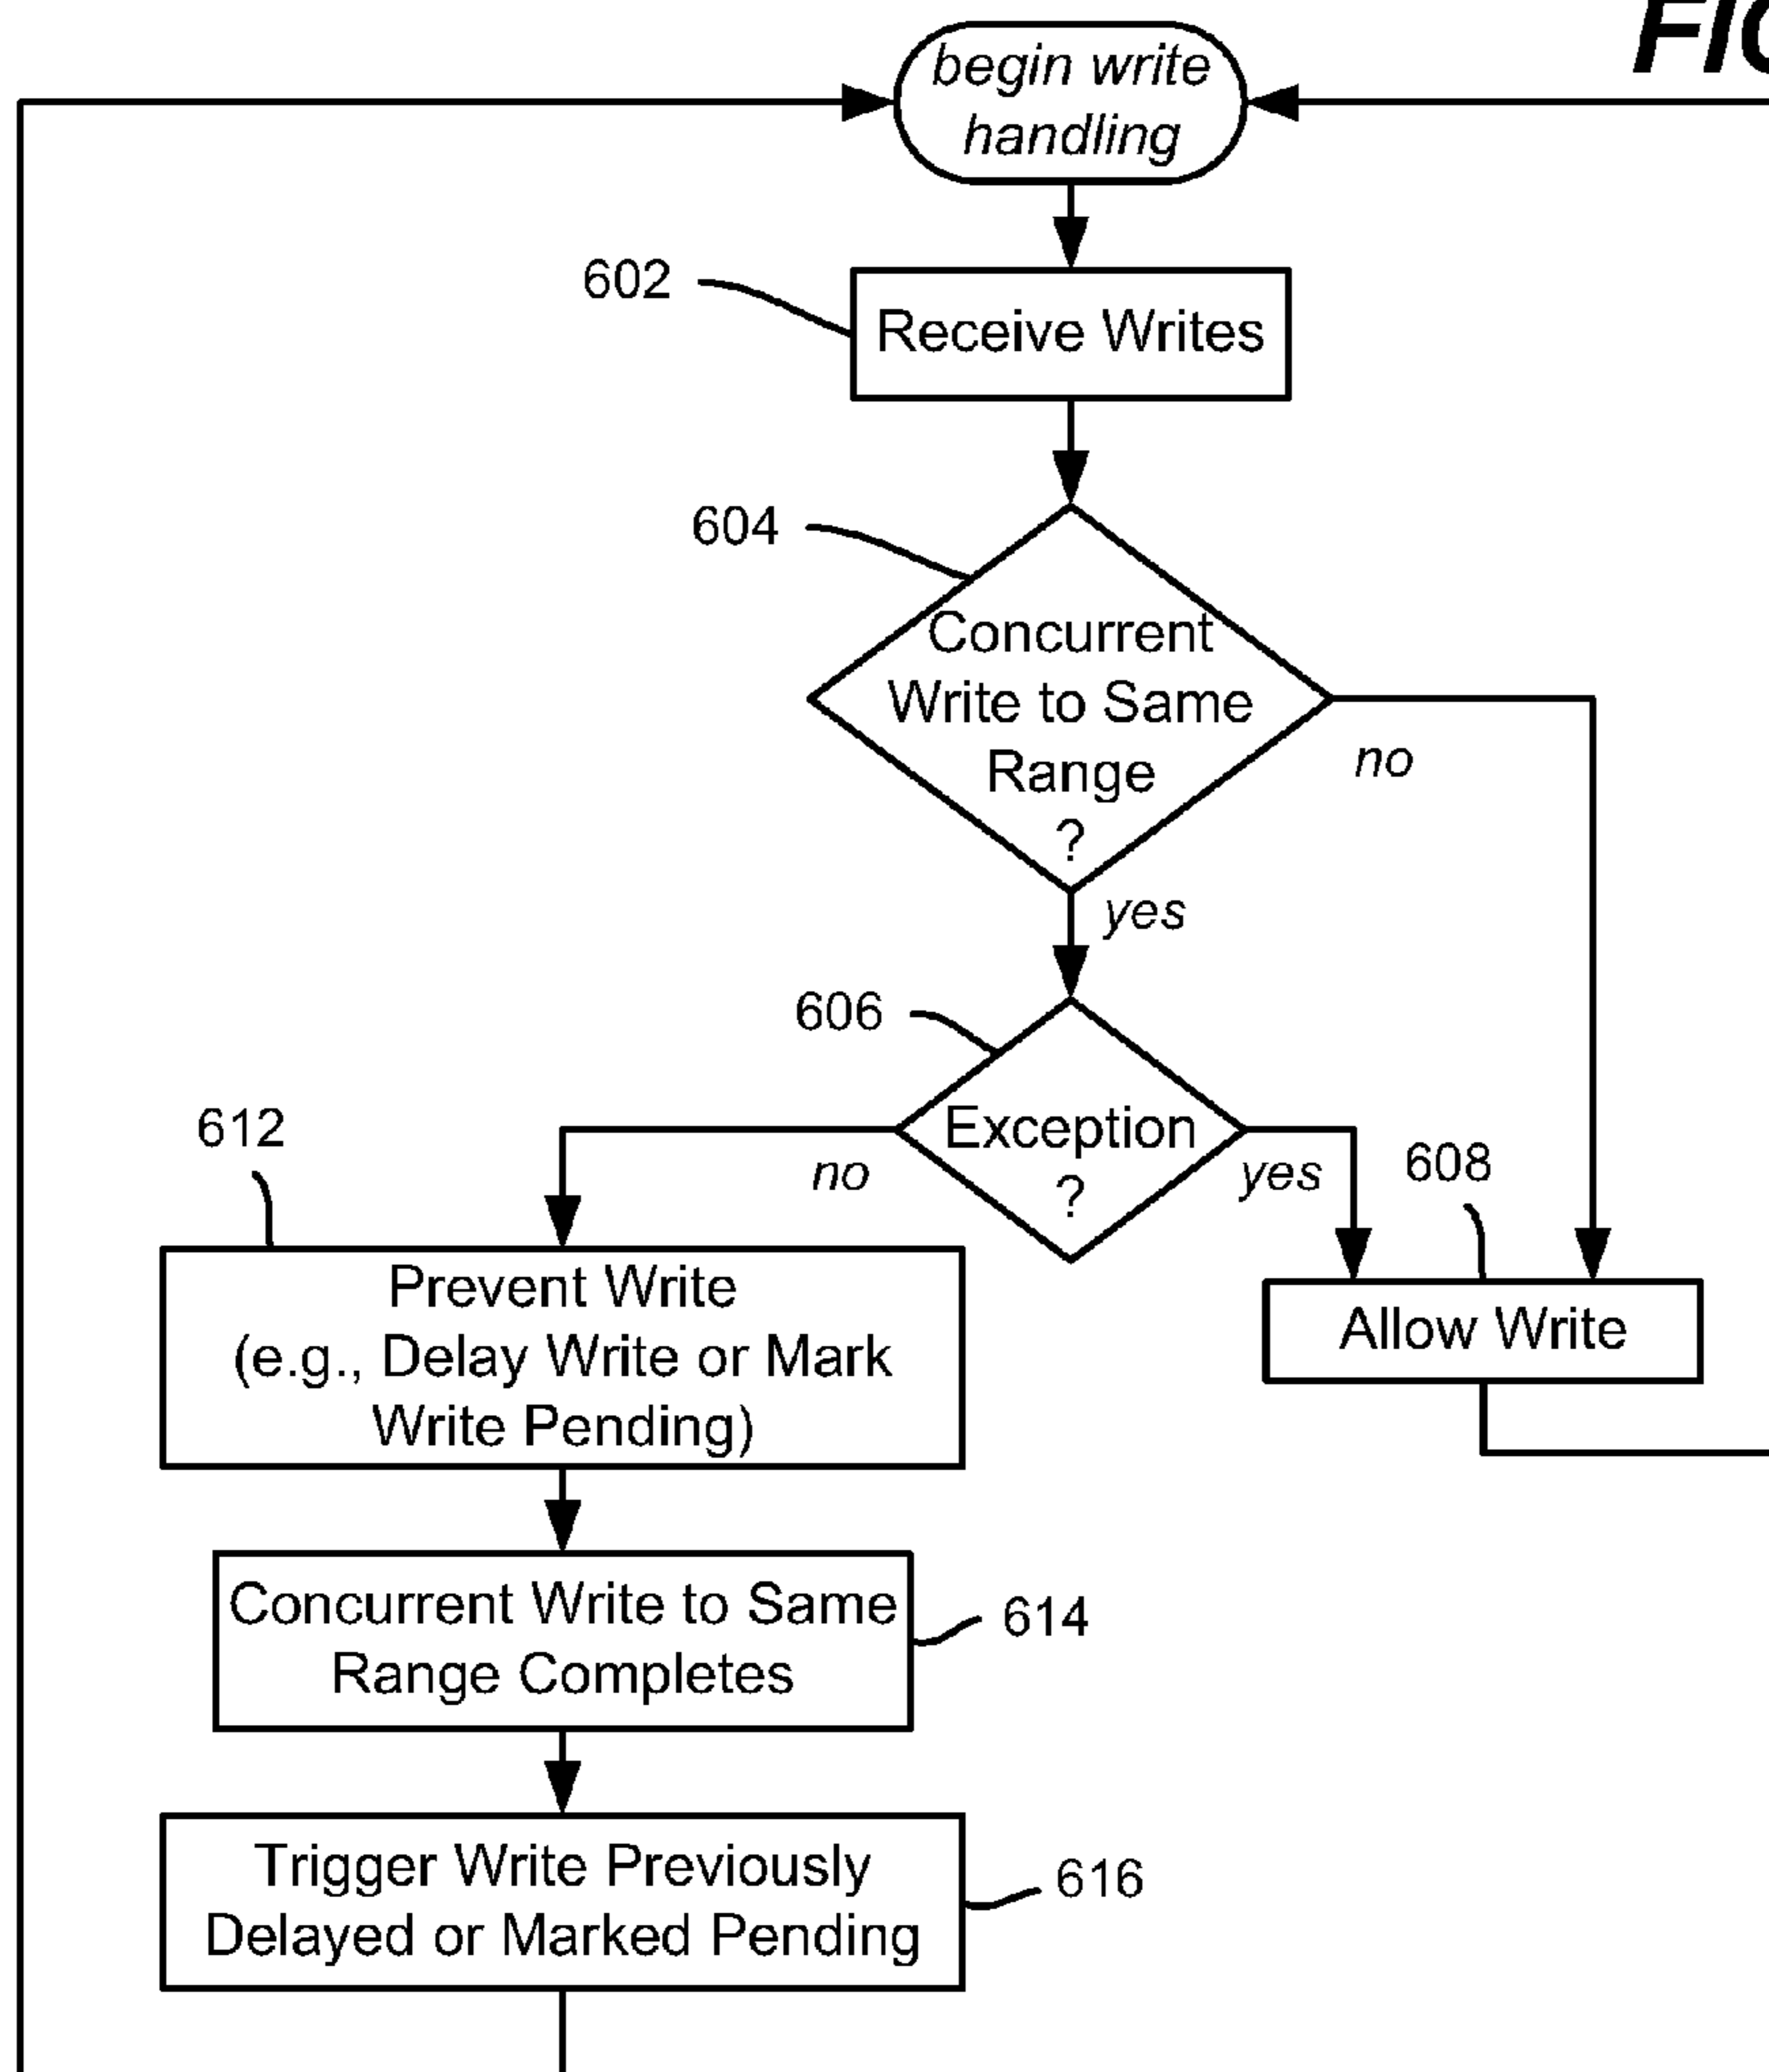 FIG
begin write
handling
602
Receive Writes
604
Concurrent
Write to Same
Range
?
no
yes
606
Exception
?
no
yes
612
608
Prevent Write
(e.g., Delay Write or Mark
Write Pending)
Allow Write
Concurrent Write to Same
Range Completes
614
Trigger Write Previously
Delayed or Marked Pending
616